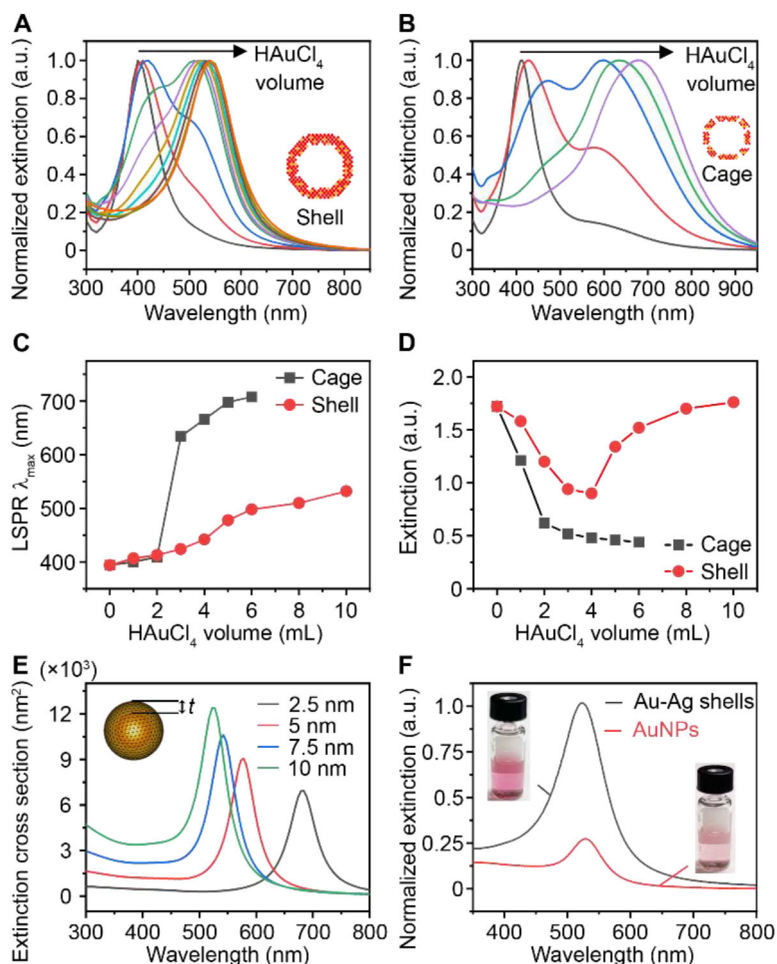 A
HAuCl₄
volume
Shell
Normalized extinction (a.u.)
1.0
0.8
0.6
0.4
0.2
0
300 400 500 600 700 800
Wavelength (nm)
B
HAuCl₄
volume
Cage
Normalized extinction (a.u.)
1.0
0.8
0.6
0.4
0.2
0
300 400 500 600 700 800 900
Wavelength (nm)
C
Cage
Shell
LSPR λmax (nm)
700
600
500
400
0 2 4 6 8 10
HAuCl₄ volume (mL)
D
Extinction (a.u.)
2.0
1.5
1.0
0.5
0
Cage
Shell
0 2 4 6 8 10
HAuCl₄ volume (mL)
E (×10³)
Extinction cross section (nm²)
12
9
6
3
0
t
2.5 nm
5 nm
7.5 nm
10 nm
300 400 500 600 700 800
Wavelength (nm)
F
Normalized extinction (a.u.)
1.0
0.75
0.5
0.25
0
Au-Ag shells
AuNPs
400 500 600 700 800
Wavelength (nm)